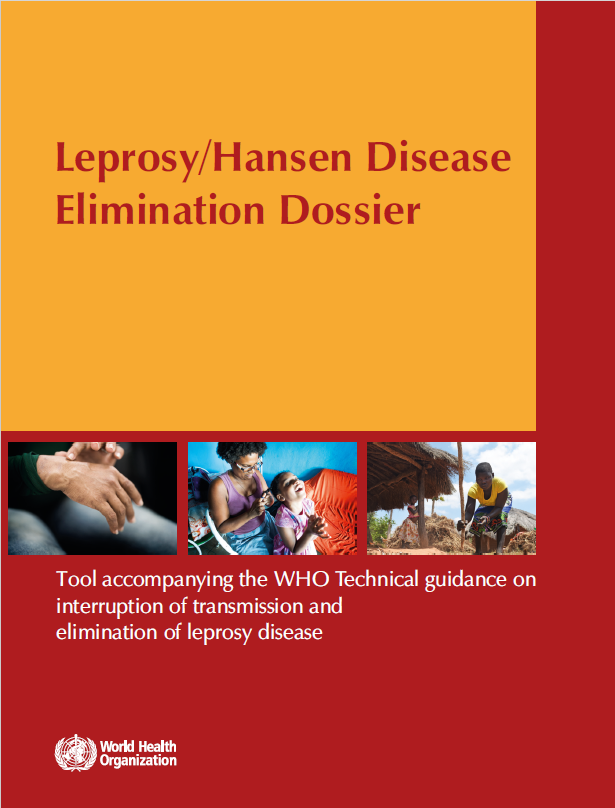 Leprosy/Hansen Disease
Elimination Dossier
Tool accompanying the WHO Technical guidance on
interruption of transmission and
elimination of leprosy disease
World Health
Organization